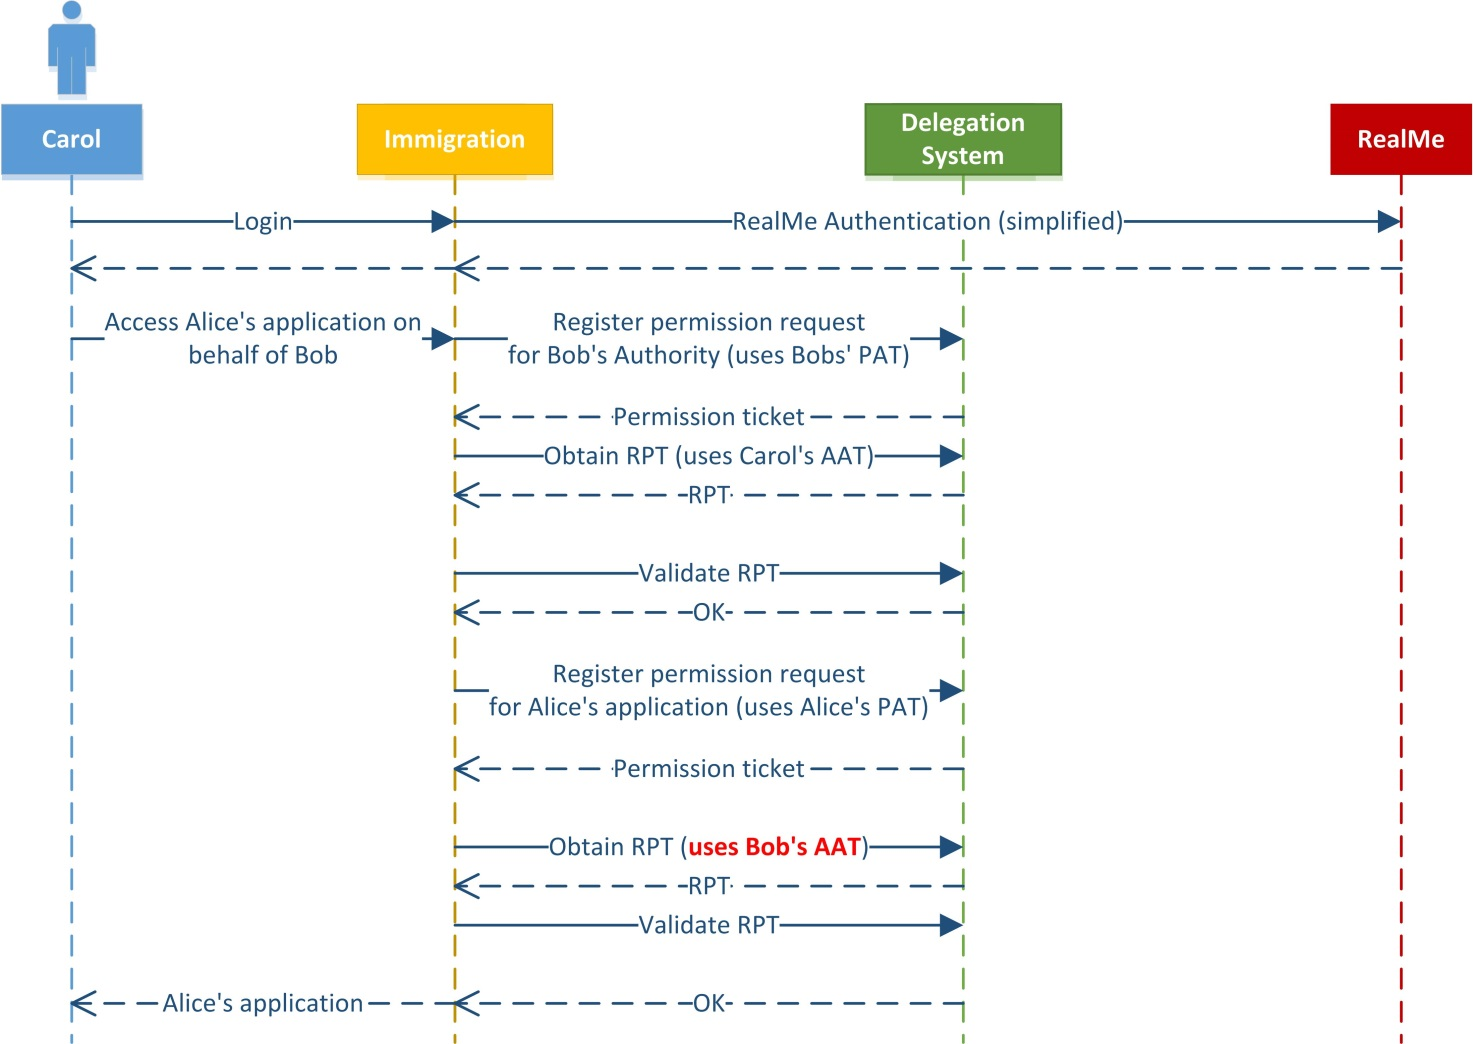 Carol
Immigration
Delegation
System
RealMe
Login
RealMe Authentication (simplified)
Access Alice's application on
behalf of Bob
Register permission request
for Bob's Authority (uses Bobs' PAT)
Permission ticket
Obtain RPT (uses Carol's AAT)
RPT
Validate RPT
OK
Register permission request
for Alice's application (uses Alice's PAT)
Permission ticket
Obtain RPT (uses Bob's AAT)
RPT
Validate RPT
Alice's application
OK